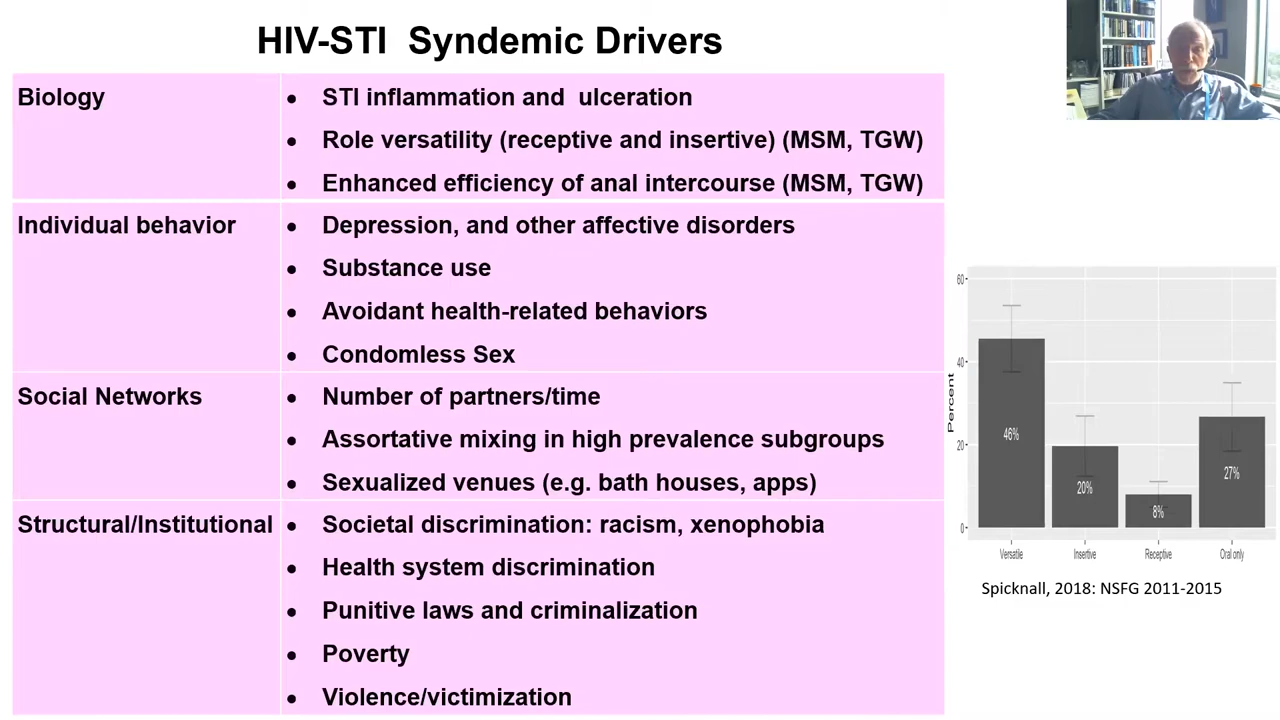 HIV-STI Syndemic Drivers
Biology
• STI inflammation and ulceration
• Role versatility (receptive and insertive) (MSM, TGW)
• Enhanced efficiency of anal intercourse (MSM, TGW)
Individual behavior
• Depression, and other affective disorders
• Substance use
• Avoidant health-related behaviors
• Condomless Sex
Social Networks
• Number of partners/time
• Assortative mixing in high prevalence subgroups
• Sexualized venues (e.g. bath houses, apps)
Structural/Institutional
• Societal discrimination: racism, xenophobia
• Health system discrimination
• Punitive laws and criminalization
• Poverty
• Violence/victimization
Percent
60
40
20
0
46%
20%
8%
27%
Versatile
Insertive
Receptive
Oral only
Spicknall, 2018: NSFG 2011-2015